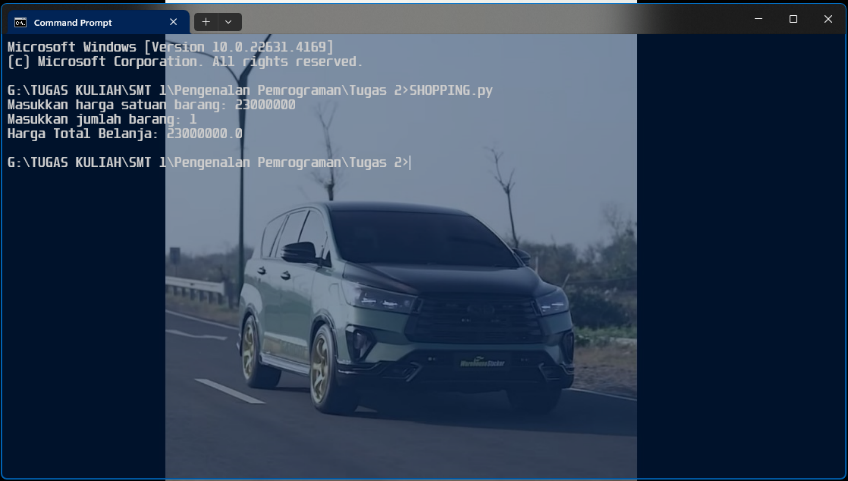 Command Prompt
Microsoft Windows [Version 10.0.22631.4169]
(c) Microsoft Corporation. All rights reserved.
G:\TUGAS KULIAH\SMT 1\Pengenalan Pemrograman\Tugas 2>SHOPPING.py
Masukkan harga satuan barang: 23000000
Masukkan jumlah barang: 1
Harga Total Belanja: 23000000.0
G:\TUGAS KULIAH\SMT 1\Pengenalan Pemrograman\Tugas 2>